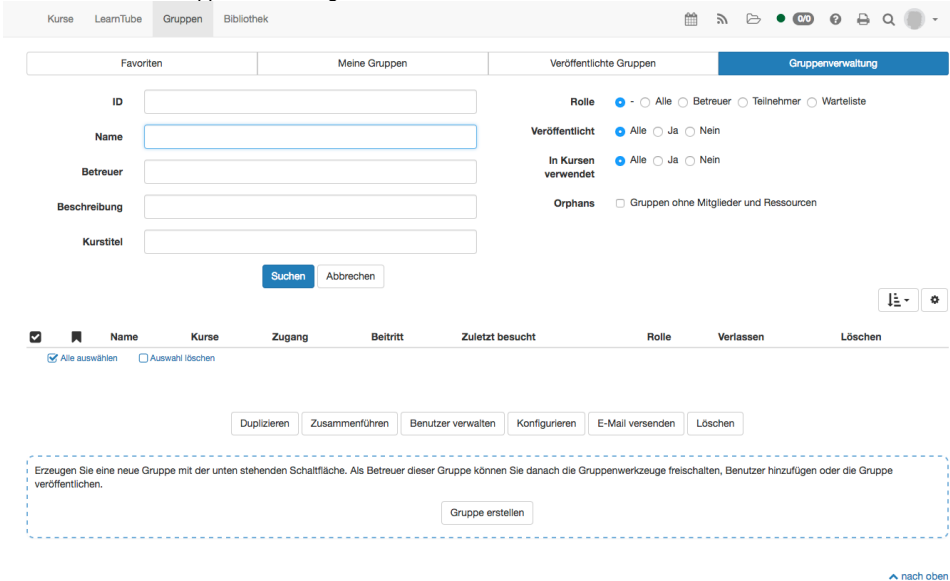 Kurse LearnTube Gruppen Bibliothek 0/0
Favoriten Meine Gruppen Veröffentlichte Gruppen Gruppenverwaltung
ID
Name
Betreuer
Beschreibung
Kurstitel
Rolle - Alle Betreuer Teilnehmer Warteliste
Veröffentlicht Alle Ja Nein
In Kursen
verwendet Alle Ja Nein
Orphans Gruppen ohne Mitglieder und Ressourcen
Suchen Abbrechen
Name Kurse Zugang Beitritt Zuletzt besucht Rolle Verlassen Löschen
Alle auswählen Auswahl löschen
Duplizieren Zusammenführen Benutzer verwalten Konfigurieren E-Mail versenden Löschen
Erzeugen Sie eine neue Gruppe mit der unten stehenden Schaltfläche. Als Betreuer dieser Gruppe können Sie danach die Gruppenwerkzeuge freischalten, Benutzer hinzufügen oder die Gruppe
veröffentlichen.
Gruppe erstellen
nach oben